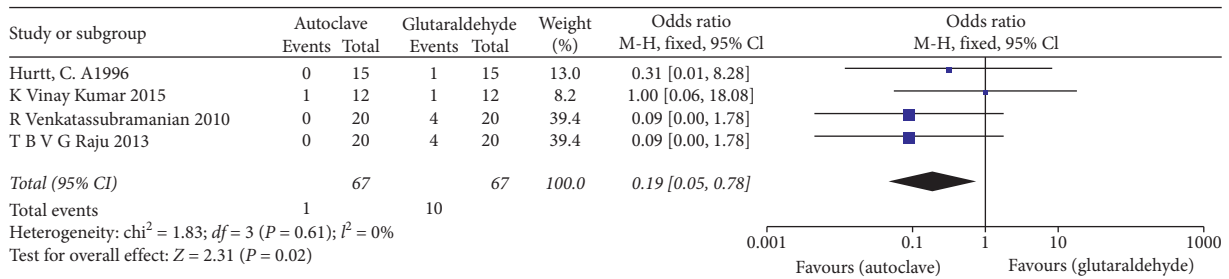 Study or subgroup Autoclave Glutaraldehyde Weight Odds ratio Odds ratio
Events Total Events Total (%) M-H, fixed, 95% Cl M-H, fixed, 95% Cl
Hurtt, C. A1996 0 15 1 15 13.0 0.31 [0.01, 8.28]
K Vinay Kumar 2015 1 12 1 12 8.2 1.00 [0.06, 18.08]
R Venkatassubramanian 2010 0 20 4 20 39.4 0.09 [0.00, 1.78]
T B V G Raju 2013 0 20 4 20 39.4 0.09 [0.00, 1.78]
Total (95% CI) 67 67 100.0 0.19 [0.05, 0.78]
Total events 1 10
Heterogeneity: chi² = 1.83; df = 3 (P = 0.61); I² = 0%
Test for overall effect: Z = 2.31 (P = 0.02)
0.001 0.1 1 10 1000
Favours (autoclave) Favours (glutaraldehyde)